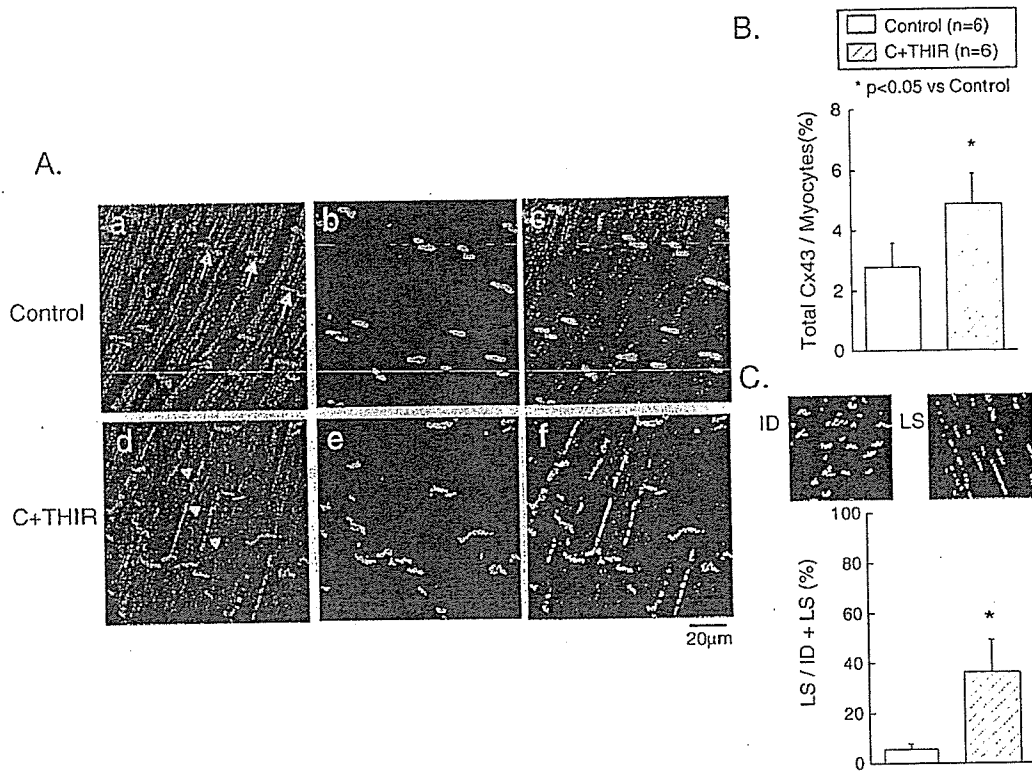 A.
Control
C+THIR
a
b
c
d
e
f
20μm
B.
Control (n=6)
C+THIR (n=6)
* p<0.05 vs Control
Total Cx43 / Myocytes(%)
8
6
4
2
0
*
C.
ID
LS
LS / ID + LS (%)
100
80
60
40
20
0
*